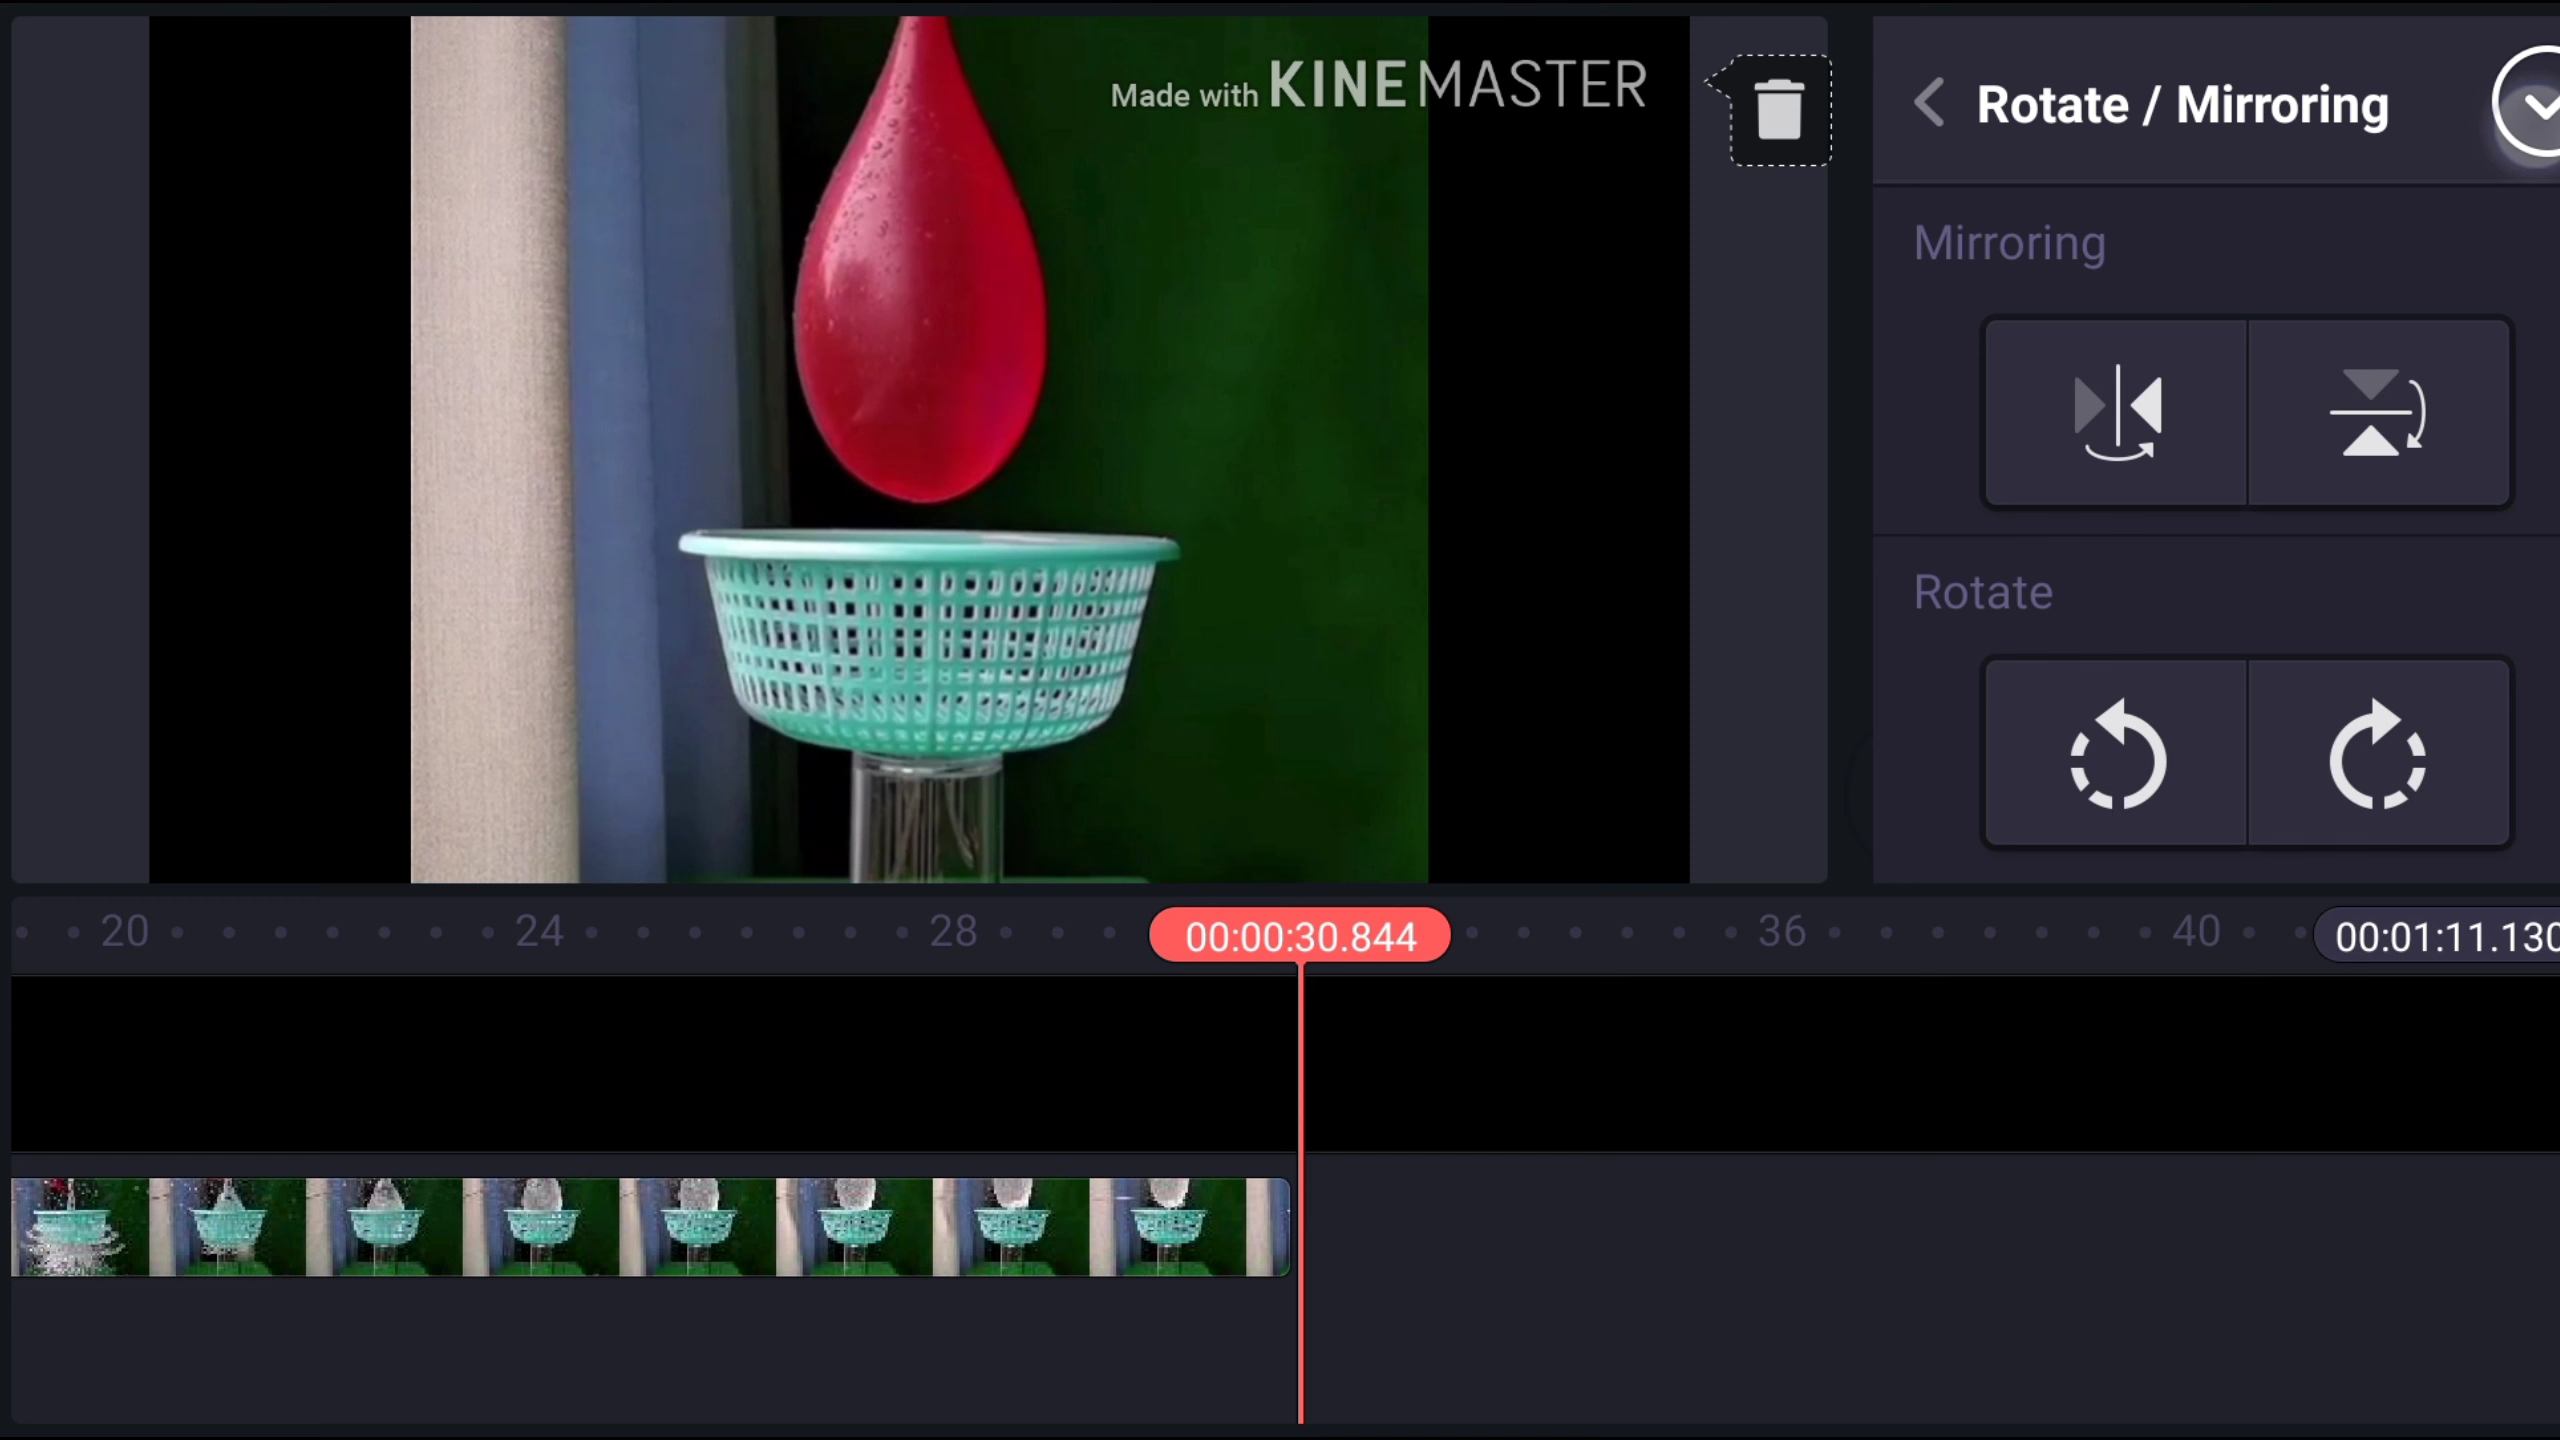 Made with KINEMASTER
Rotate / Mirroring
Mirroring
Rotate
20 24 28 00:00:30.844 36 40 00:01:11.130